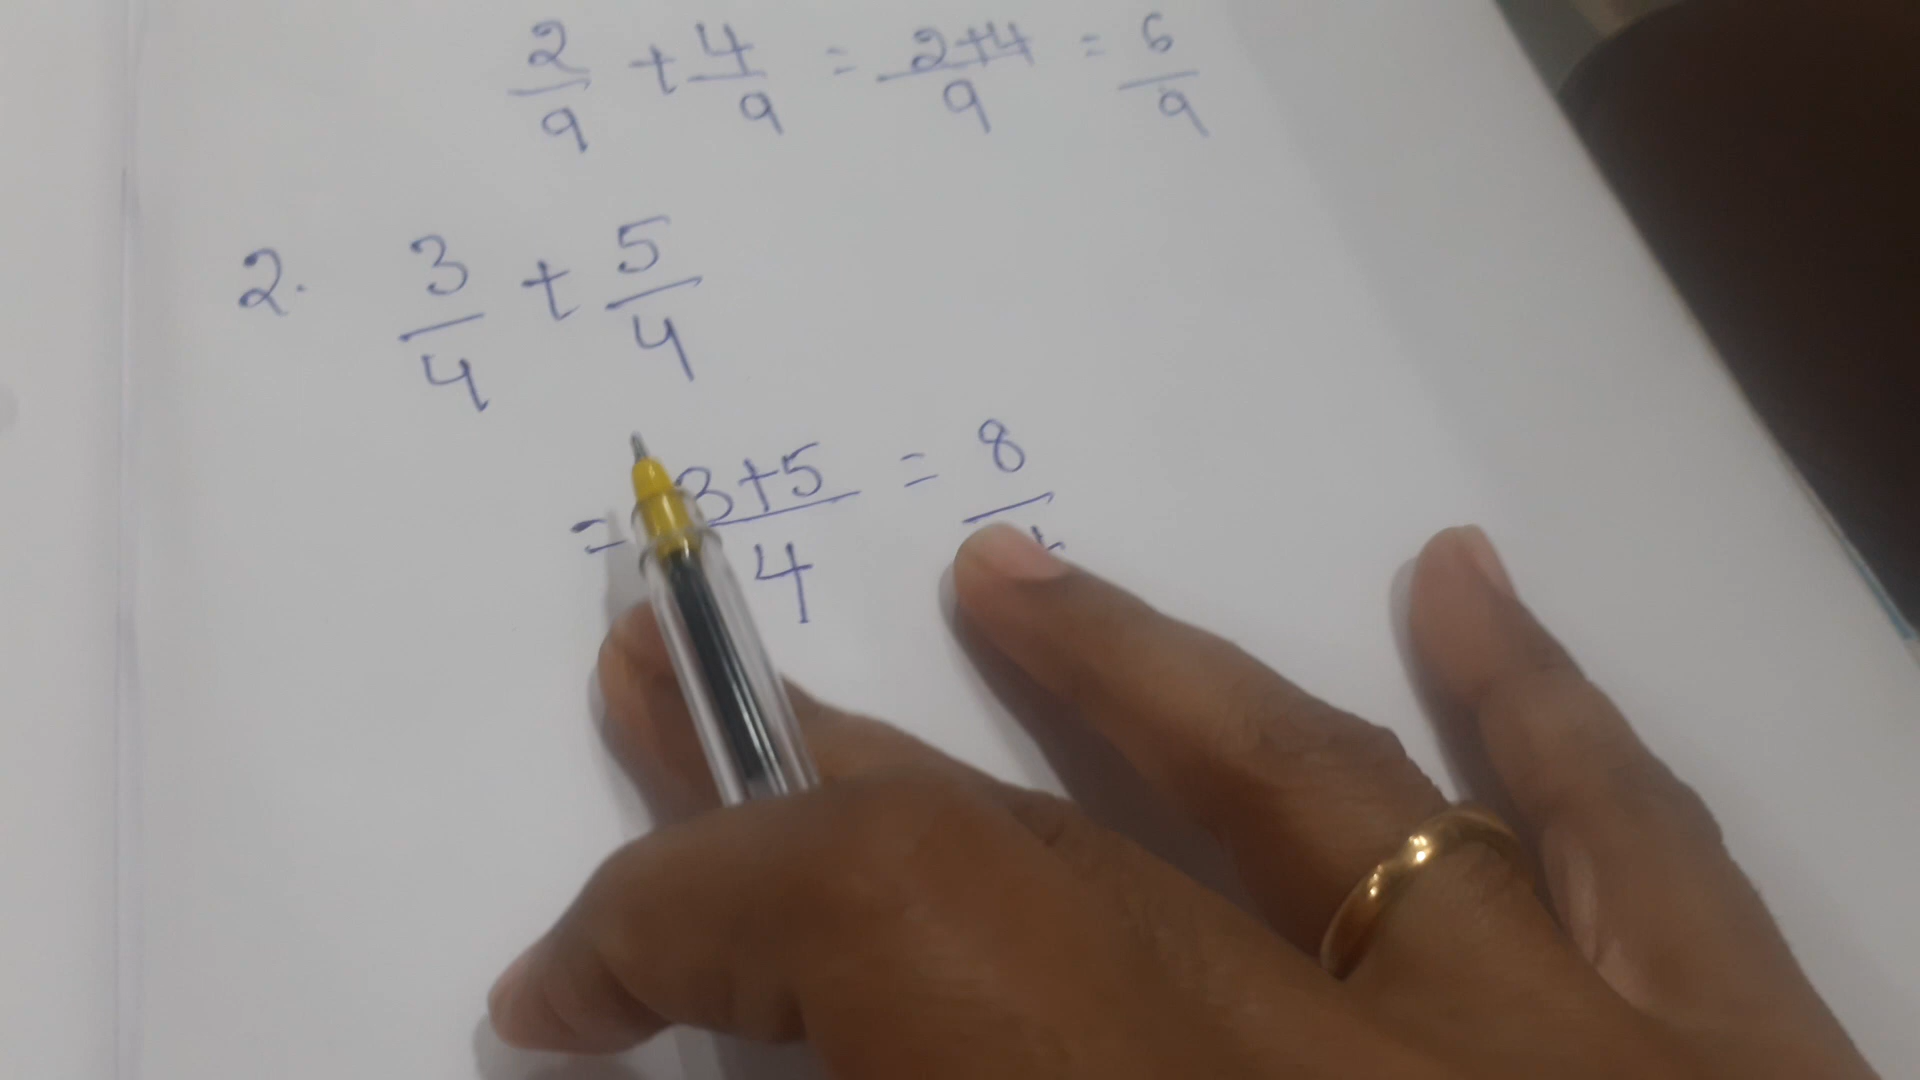 2/9 + 4/9 = 2+4/9 = 6/9
2. 3/4 + 5/4
= 3+5/4 = 8/